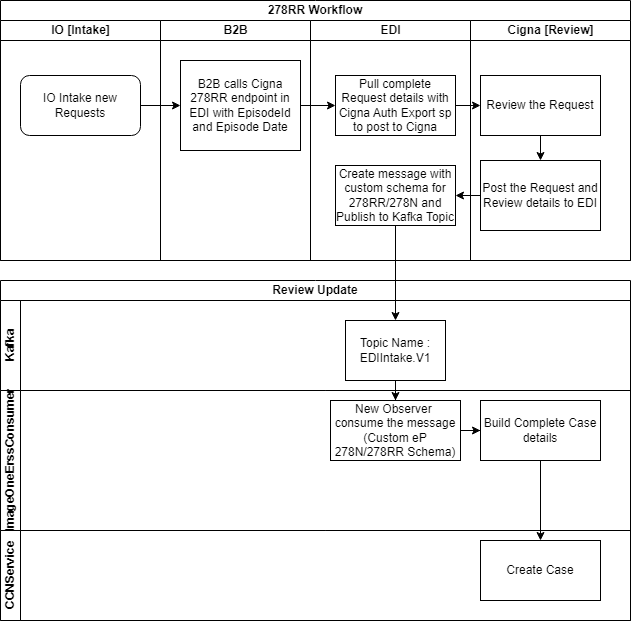 278RR Workflow
IO [Intake]
B2B
EDI
Cigna [Review]
IO Intake new
Requests
B2B calls Cigna
278RR endpoint in
EDI with EpisodeId
and Episode Date
Pull complete
Request details with
Cigna Auth Export sp
to post to Cigna
Review the Request
Create message with
custom schema for
278RR/278N and
Publish to Kafka Topic
Post the Request and
Review details to EDI
Review Update
Kafka
Topic Name :
EDIIntake.V1
ImageOneErssConsumer
New Observer
consume the message
(Custom eP
278N/278RR Schema)
Build Complete Case
details
CCNService
Create Case